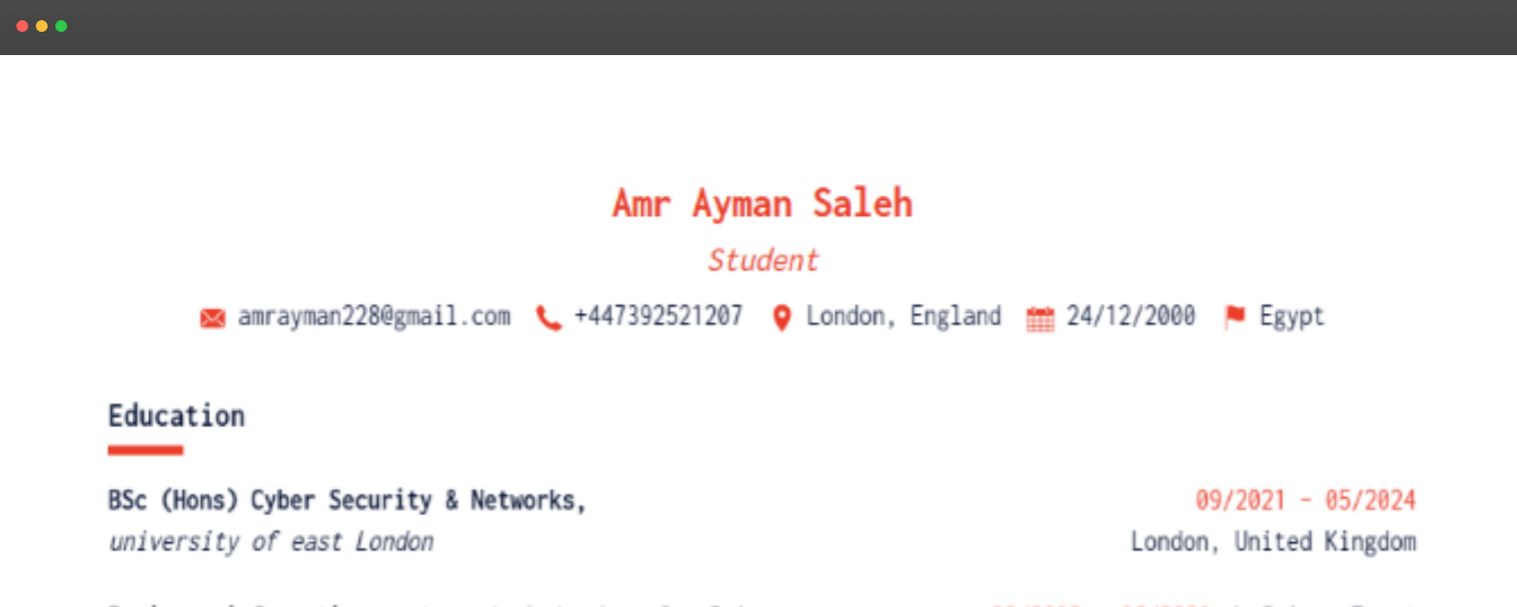 Amr Ayman Saleh
Student
amrayman228@gmail.com +447392521207 London, England 24/12/2000 Egypt
Education
BSc (Hons) Cyber Security & Networks, 09/2021 – 05/2024
university of east London London, United Kingdom